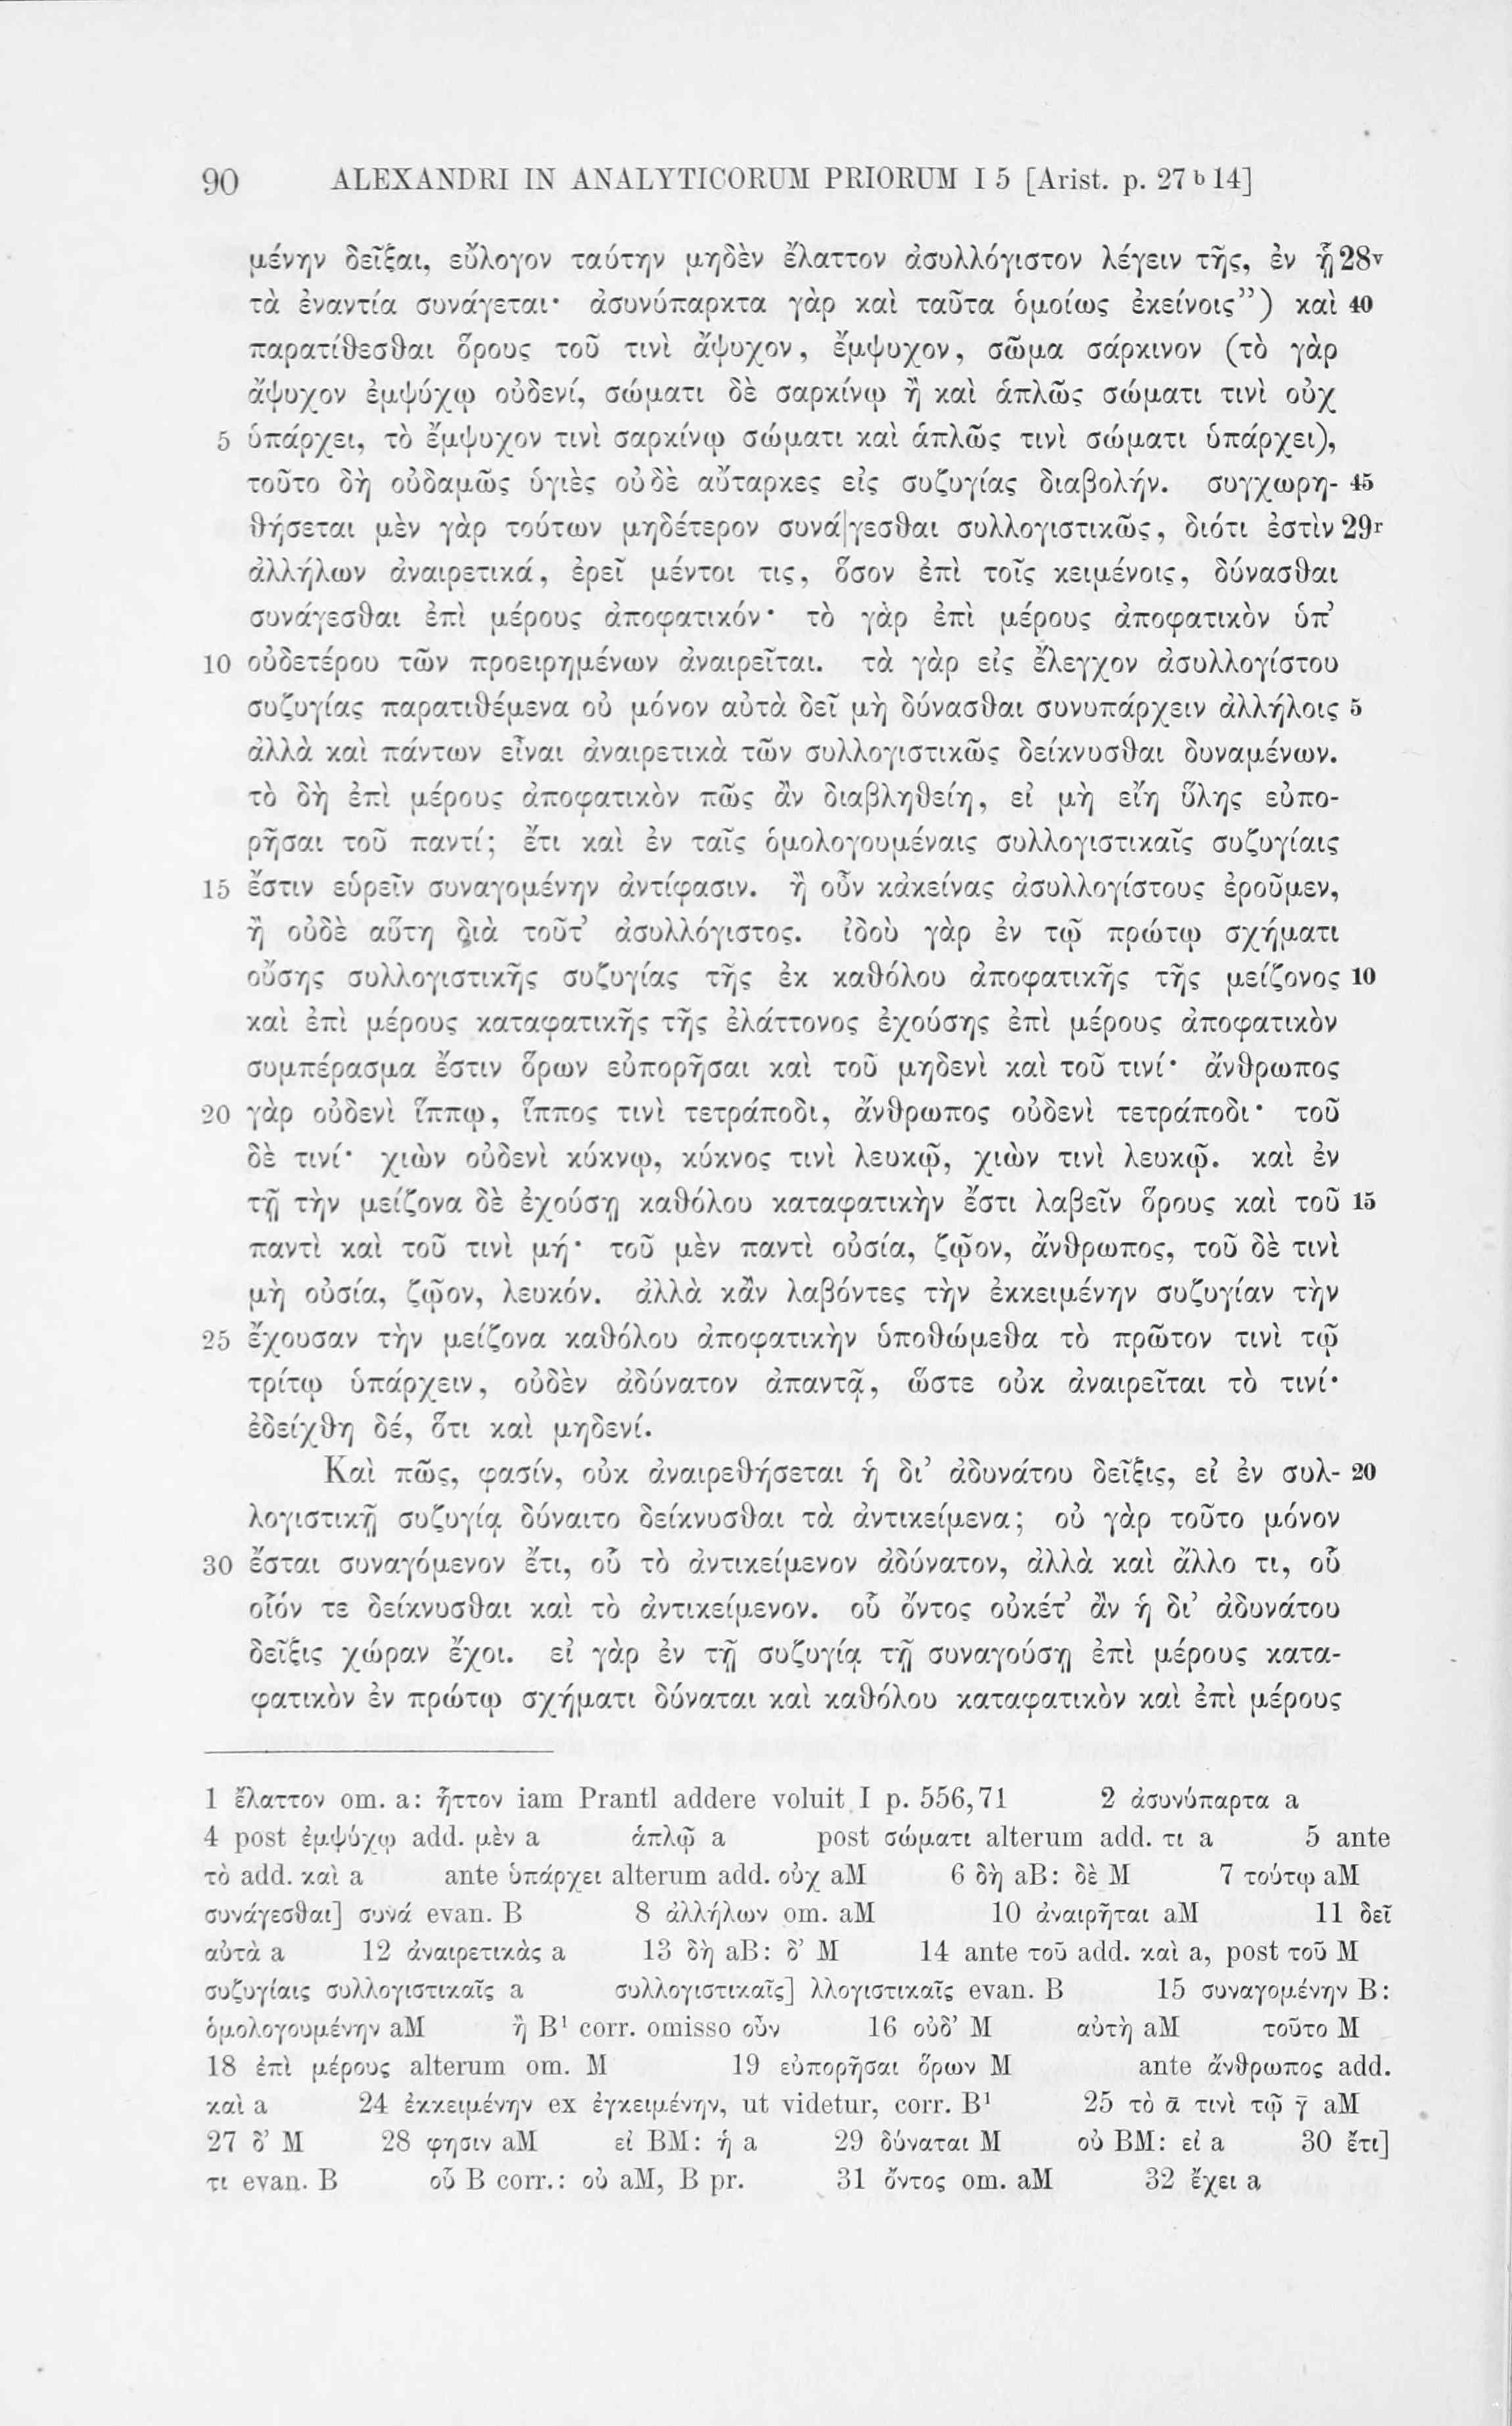 90 ALEXANDRI IN ANALYTICORUM PRIORUM I 5 [Arist. p. 27 b 14]
μένην δεῖξαι, εὔλογον ταύτην μηδὲν ἔλαττον ἀσυλλόγιστον λέγειν τῆς, ἐν ᾗ 28v
τὰ ἐναντία συνάγεται· ἀσυνύπαρκτα γὰρ καὶ ταῦτα ὁμοίως ἐκείνοις”) καὶ 40
παρατίθεσθαι ὅρους τοῦ τινὶ ἄψυχον, ἔμψυχον, σῶμα σάρκινον (τὸ γὰρ
ἄψυχον ἐμψύχῳ οὐδενί, σώματι δὲ σαρκίνῳ ἢ καὶ ἁπλῶς σώματι τινὶ οὐχ
5 ὑπάρχει, τὸ ἔμψυχον τινὶ σαρκίνῳ σώματι καὶ ἁπλῶς τινὶ σώματι ὑπάρχει),
τοῦτο δὴ οὐδαμῶς ὑγιὲς οὐδὲ αὔταρκες εἰς συζυγίας διαβολήν. συγχωρη- 45
θήσεται μὲν γὰρ τούτων μηδέτερον συνά|γεσθαι συλλογιστικῶς, διότι ἐστὶν 29r
ἀλλήλων ἀναιρετικά, ἐρεῖ μέντοι τις, ὅσον ἐπὶ τοῖς κειμένοις, δύνασθαι
συνάγεσθαι ἐπὶ μέρους ἀποφατικόν· τὸ γὰρ ἐπὶ μέρους ἀποφατικὸν ὑπ’
10 οὐδετέρου τῶν προειρημένων ἀναιρεῖται. τὰ γὰρ εἰς ἔλεγχον ἀσυλλογίστου
συζυγίας παρατιθέμενα οὐ μόνον αὐτὰ δεῖ μὴ δύνασθαι συνυπάρχειν ἀλλήλοις 5
ἀλλὰ καὶ πάντων εἶναι ἀναιρετικὰ τῶν συλλογιστικῶς δείκνυσθαι δυναμένων.
τὸ δὴ ἐπὶ μέρους ἀποφατικὸν πῶς ἂν διαβληθείη, εἰ μὴ εἴη ὕλης εὐπο-
ρῆσαι τοῦ παντί; ἔτι καὶ ἐν ταῖς ὁμολογουμέναις συλλογιστικαῖς συζυγίαις
15 ἔστιν εὑρεῖν συναγομένην ἀντίφασιν. ἢ οὖν κἀκείνας ἀσυλλογίστους ἐροῦμεν,
ἢ οὐδὲ αὕτη διὰ τοῦτ’ ἀσυλλόγιστος. ἰδοὺ γὰρ ἐν τῷ πρώτῳ σχήματι
οὔσης συλλογιστικῆς συζυγίας τῆς ἐκ καθόλου ἀποφατικῆς τῆς μείζονος 10
καὶ ἐπὶ μέρους καταφατικῆς τῆς ἐλάττονος ἐχούσης ἐπὶ μέρους ἀποφατικὸν
συμπέρασμα ἔστιν ὅρων εὐπορῆσαι καὶ τοῦ μηδενὶ καὶ τοῦ τινί· ἄνθρωπος
20 γὰρ οὐδενὶ ἵππῳ, ἵππος τινὶ τετράποδι, ἄνθρωπος οὐδενὶ τετράποδι· τοῦ
δὲ τινί· χιὼν οὐδενὶ κύκνῳ, κύκνος τινὶ λευκῷ, χιὼν τινὶ λευκῷ. καὶ ἐν
τῇ τὴν μείζονα δὲ ἐχούσῃ καθόλου καταφατικὴν ἔστι λαβεῖν ὅρους καὶ τοῦ 15
παντὶ καὶ τοῦ τινὶ μή· τοῦ μὲν παντὶ οὐσία, ζῷον, ἄνθρωπος, τοῦ δὲ τινὶ
μὴ οὐσία, ζῷον, λευκόν. ἀλλὰ κἂν λαβόντες τὴν ἐκκειμένην συζυγίαν τὴν
25 ἔχουσαν τὴν μείζονα καθόλου ἀποφατικὴν ὑποθώμεθα τὸ πρῶτον τινὶ τῷ
τρίτῳ ὑπάρχειν, οὐδὲν ἀδύνατον ἀπαντᾷ, ὥστε οὐκ ἀναιρεῖται τὸ τινί·
ἐδείχθη δέ, ὅτι καὶ μηδενί.
Καὶ πῶς, φασίν, οὐκ ἀναιρεθήσεται ἡ δι’ ἀδυνάτου δεῖξις, εἰ ἐν συλ- 20
λογιστικῇ συζυγίᾳ δύναιτο δείκνυσθαι τὰ ἀντικείμενα; οὐ γὰρ τοῦτο μόνον
30 ἔσται συναγόμενον ἔτι, οὗ τὸ ἀντικείμενον ἀδύνατον, ἀλλὰ καὶ ἄλλο τι, οὗ
οἷόν τε δείκνυσθαι καὶ τὸ ἀντικείμενον. οὗ ὄντος οὐκέτ’ ἂν ἡ δι’ ἀδυνάτου
δεῖξις χώραν ἔχοι. εἰ γὰρ ἐν τῇ συζυγίᾳ τῇ συναγούσῃ ἐπὶ μέρους κατα-
φατικὸν ἐν πρώτῳ σχήματι δύναται καὶ καθόλου καταφατικὸν καὶ ἐπὶ μέρους
1 ἔλαττον om. a: ἧττον iam Prantl addere voluit I p. 556,71 2 ἀσυνύπαρτα a
4 post ἐμψύχῳ add. μὲν a ἁπλῷ a post σώματι alterum add. τι a 5 ante
τὸ add. καὶ a ante ὑπάρχει alterum add. οὐχ aM 6 δὴ aB: δὲ M 7 τούτῳ aM
συνάγεσθαι] συνά evan. B 8 ἀλλήλων om. aM 10 ἀναιρῆται aM 11 δεῖ
αὐτὰ a 12 ἀναιρετικὰς a 13 δὴ aB: δ’ M 14 ante τοῦ add. καὶ a, post τοῦ M
συζυγίαις συλλογιστικαῖς a συλλογιστικαῖς] λλογιστικαῖς evan. B 15 συναγομένην B:
ὁμολογουμένην aM ἢ B¹ corr. omisso οὖν 16 οὐδ’ M αὐτὴ aM τοῦτο M
18 ἐπὶ μέρους alterum om. M 19 εὐπορῆσαι ὅρων M ante ἄνθρωπος add.
καὶ a 24 ἐκκειμένην ex ἐγκειμένην, ut videtur, corr. B¹ 25 τὸ ᾱ τινὶ τῷ γ̄ aM
27 δ’ M 28 φησιν aM εἰ BM: ἡ a 29 δύναται M οὐ BM: εἰ a 30 ἔτι]
τι evan. B οὗ B corr.: οὐ aM, B pr. 31 ὄντος om. aM 32 ἔχει a